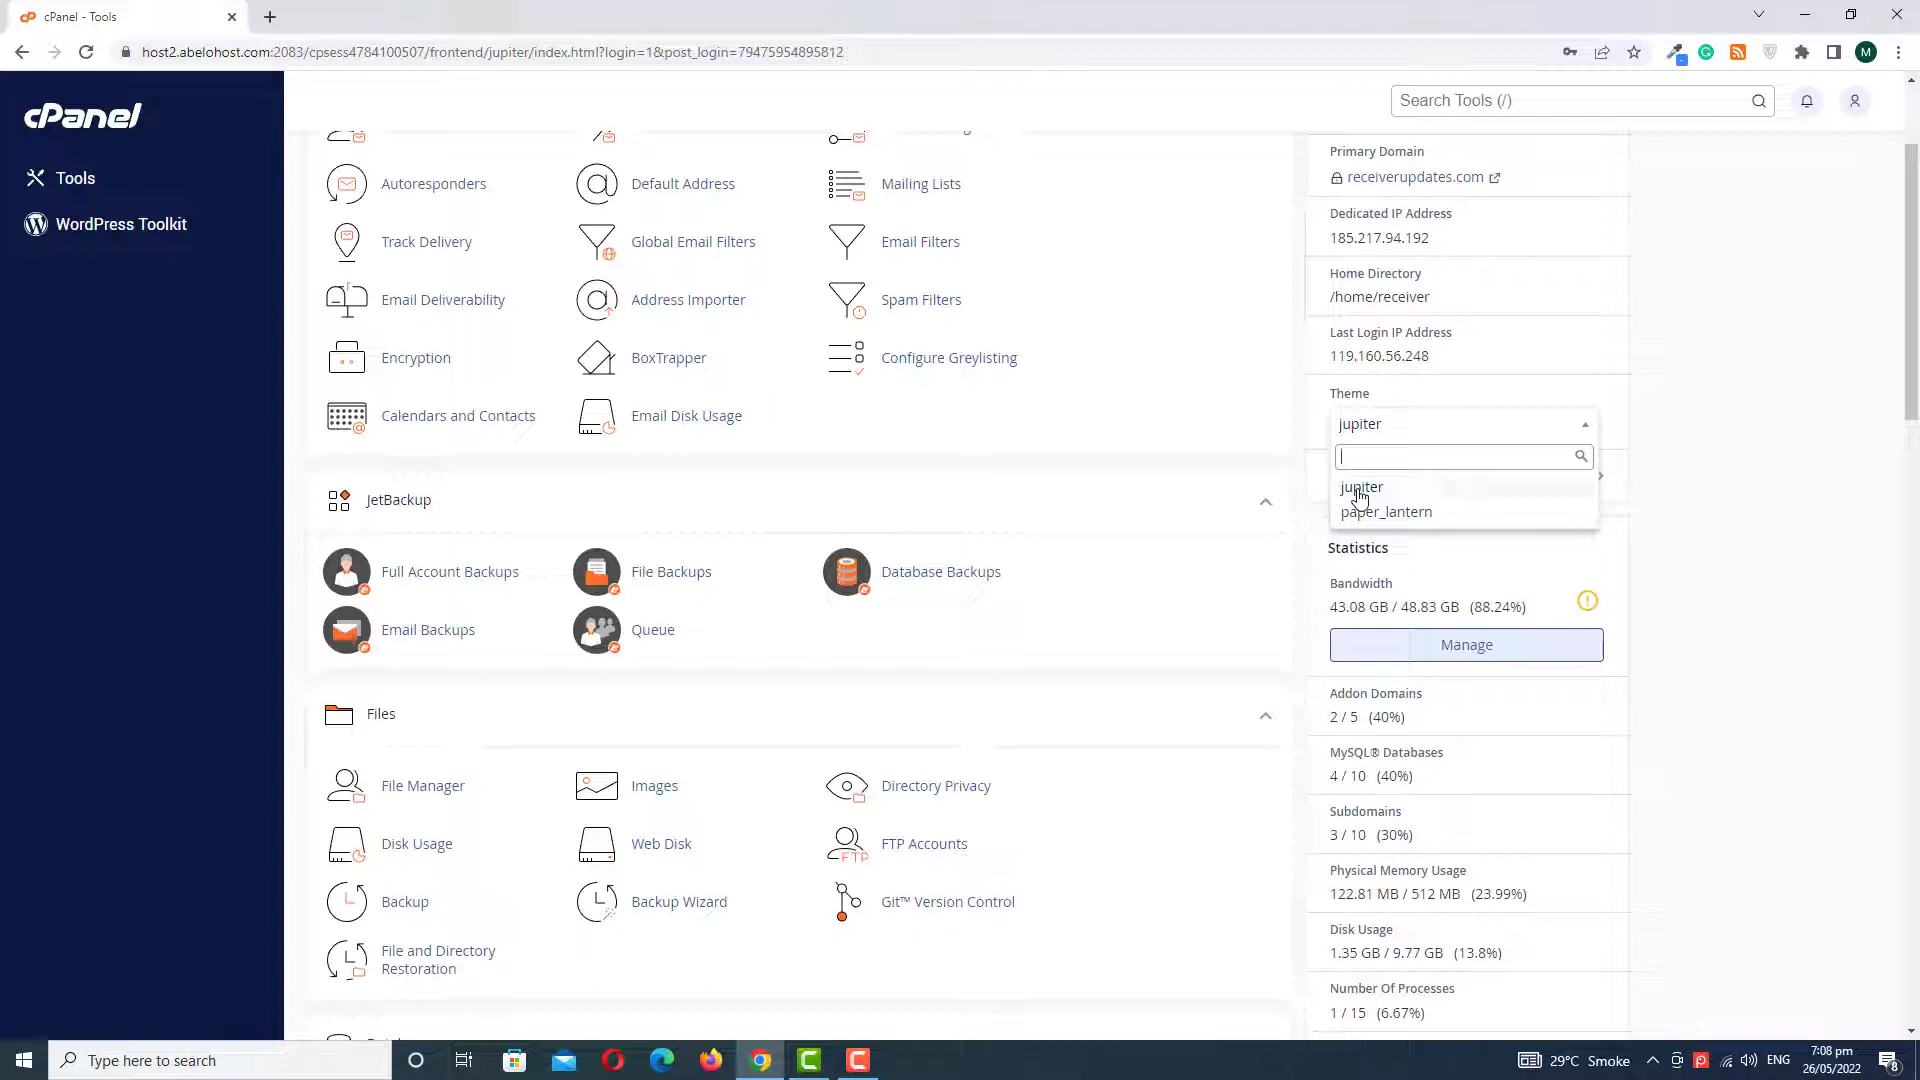 cPanel - Tools
host2.abelohost.com:2083/cpsess4784100507/frontend/jupiter/index.html?login=1&post_login=79475954895812
M
cPanel
Search Tools (/)
Tools
WordPress Toolkit
Autoresponders
Default Address
Mailing Lists
Track Delivery
Global Email Filters
Email Filters
Email Deliverability
Address Importer
Spam Filters
Encryption
BoxTrapper
Configure Greylisting
Calendars and Contacts
Email Disk Usage
JetBackup
Full Account Backups
File Backups
Database Backups
Email Backups
Queue
Files
File Manager
Images
Directory Privacy
Disk Usage
Web Disk
FTP
FTP Accounts
Backup
Backup Wizard
Git™ Version Control
File and Directory
Restoration
Primary Domain
receiverupdates.com
Dedicated IP Address
185.217.94.192
Home Directory
/home/receiver
Last Login IP Address
119.160.56.248
Theme
jupiter
jupiter
paper_lantern
Statistics
Bandwidth
43.08 GB / 48.83 GB (88.24%)
Manage
Addon Domains
2 / 5 (40%)
MySQL® Databases
4 / 10 (40%)
Subdomains
3 / 10 (30%)
Physical Memory Usage
122.81 MB / 512 MB (23.99%)
Disk Usage
1.35 GB / 9.77 GB (13.8%)
Number Of Processes
1 / 15 (6.67%)
Type here to search
29°C Smoke
ENG
7:08 pm
26/05/2022
8